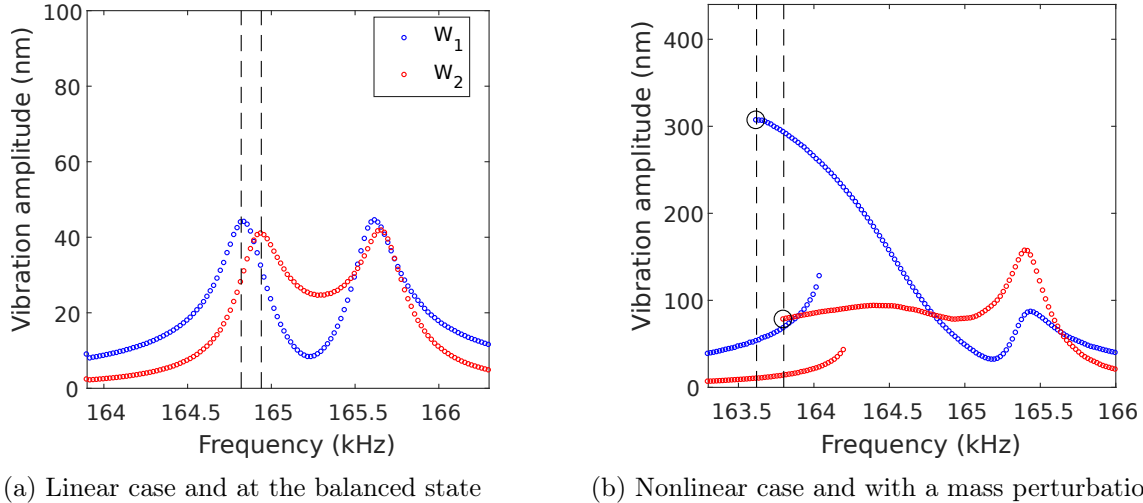 100
80
60
40
20
0
Vibration amplitude (nm)
W1
W2
164
164.5
165
165.5
166
Frequency (kHz)
(a) Linear case and at the balanced state
400
300
200
100
0
Vibration amplitude (nm)
163.5
164
164.5
165
165.5
166
Frequency (kHz)
(b) Nonlinear case and with a mass perturbatio